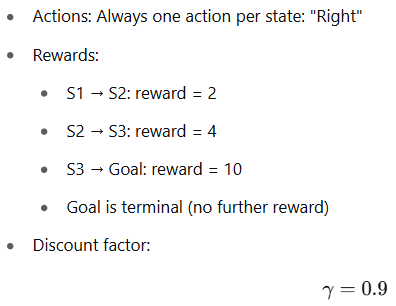 • Actions: Always one action per state: "Right"
• Rewards:
• S1 → S2: reward = 2
• S2 → S3: reward = 4
• S3 → Goal: reward = 10
• Goal is terminal (no further reward)
• Discount factor:
γ = 0.9